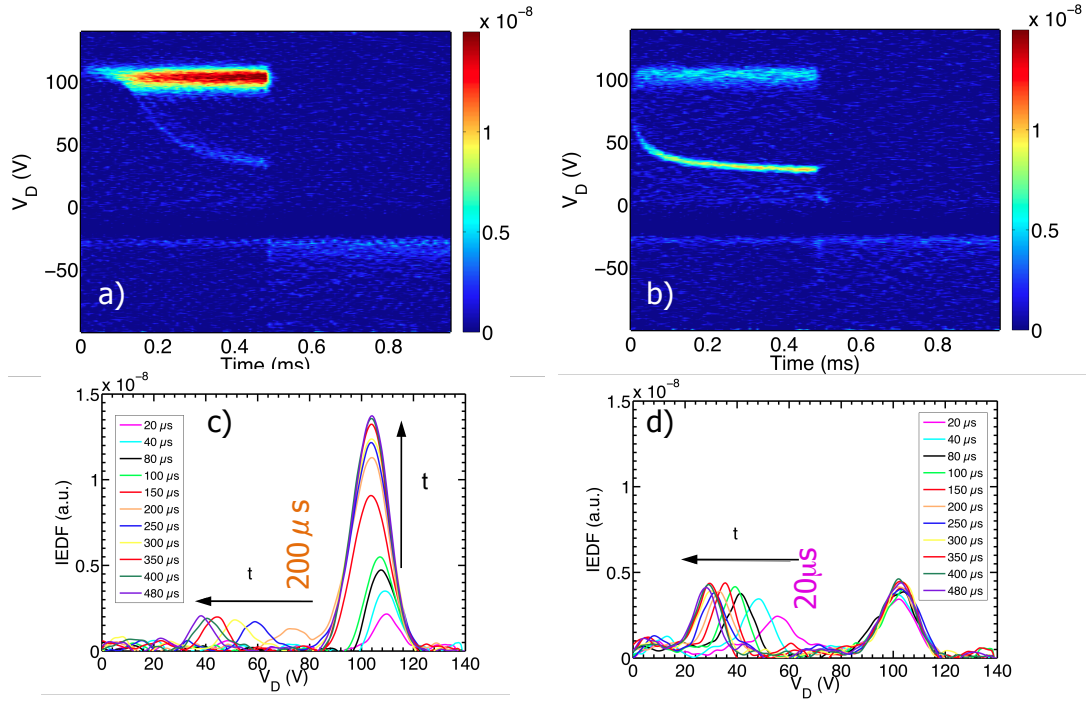 x 10⁻⁸
100
50
0
−50
V_D (V)
a)
0
0.2
0.4
0.6
0.8
Time (ms)
1
0.5
0
x 10⁻⁸
100
50
0
−50
V_D (V)
b)
0
0.2
0.4
0.6
0.8
Time (ms)
1
0.5
0
x 10⁻⁸
1.5
1
0.5
0
IEDF (a.u.)
c)
20 µs
40 µs
80 µs
100 µs
150 µs
200 µs
250 µs
300 µs
350 µs
400 µs
480 µs
200 µ s
t
t
0 20 40 60 80 100 120 140
V_D (V)
x 10⁻⁸
1.5
1
0.5
0
IEDF (a.u.)
d)
20 µs
40 µs
80 µs
100 µs
150 µs
200 µs
250 µs
300 µs
350 µs
400 µs
480 µs
t
20µs
0 20 40 60 80 100 120 140
V_D (V)